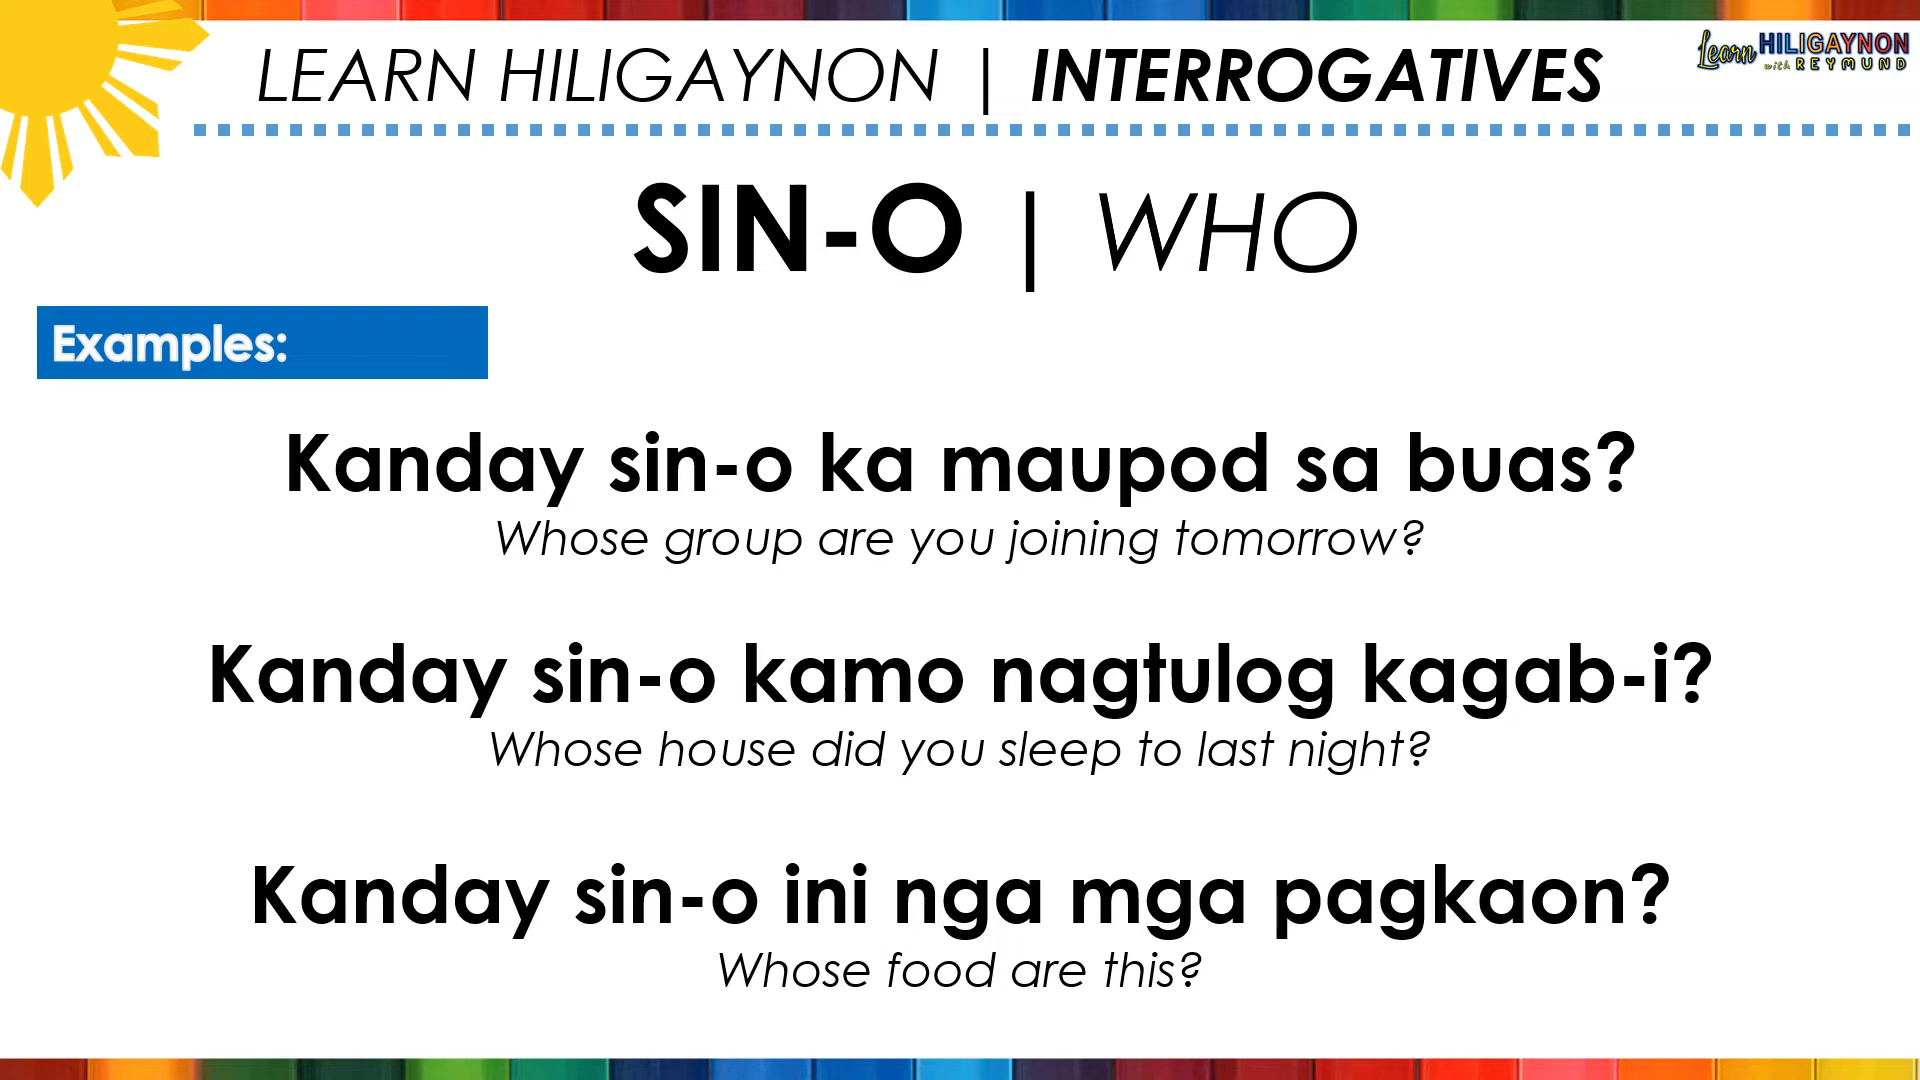 LEARN HILIGAYNON | INTERROGATIVES
Learn HILIGAYNON
with REYMUND
SIN-O | WHO
Examples:
Kanday sin-o ka maupod sa buas?
Whose group are you joining tomorrow?
Kanday sin-o kamo nagtulog kagab-i?
Whose house did you sleep to last night?
Kanday sin-o ini nga mga pagkaon?
Whose food are this?